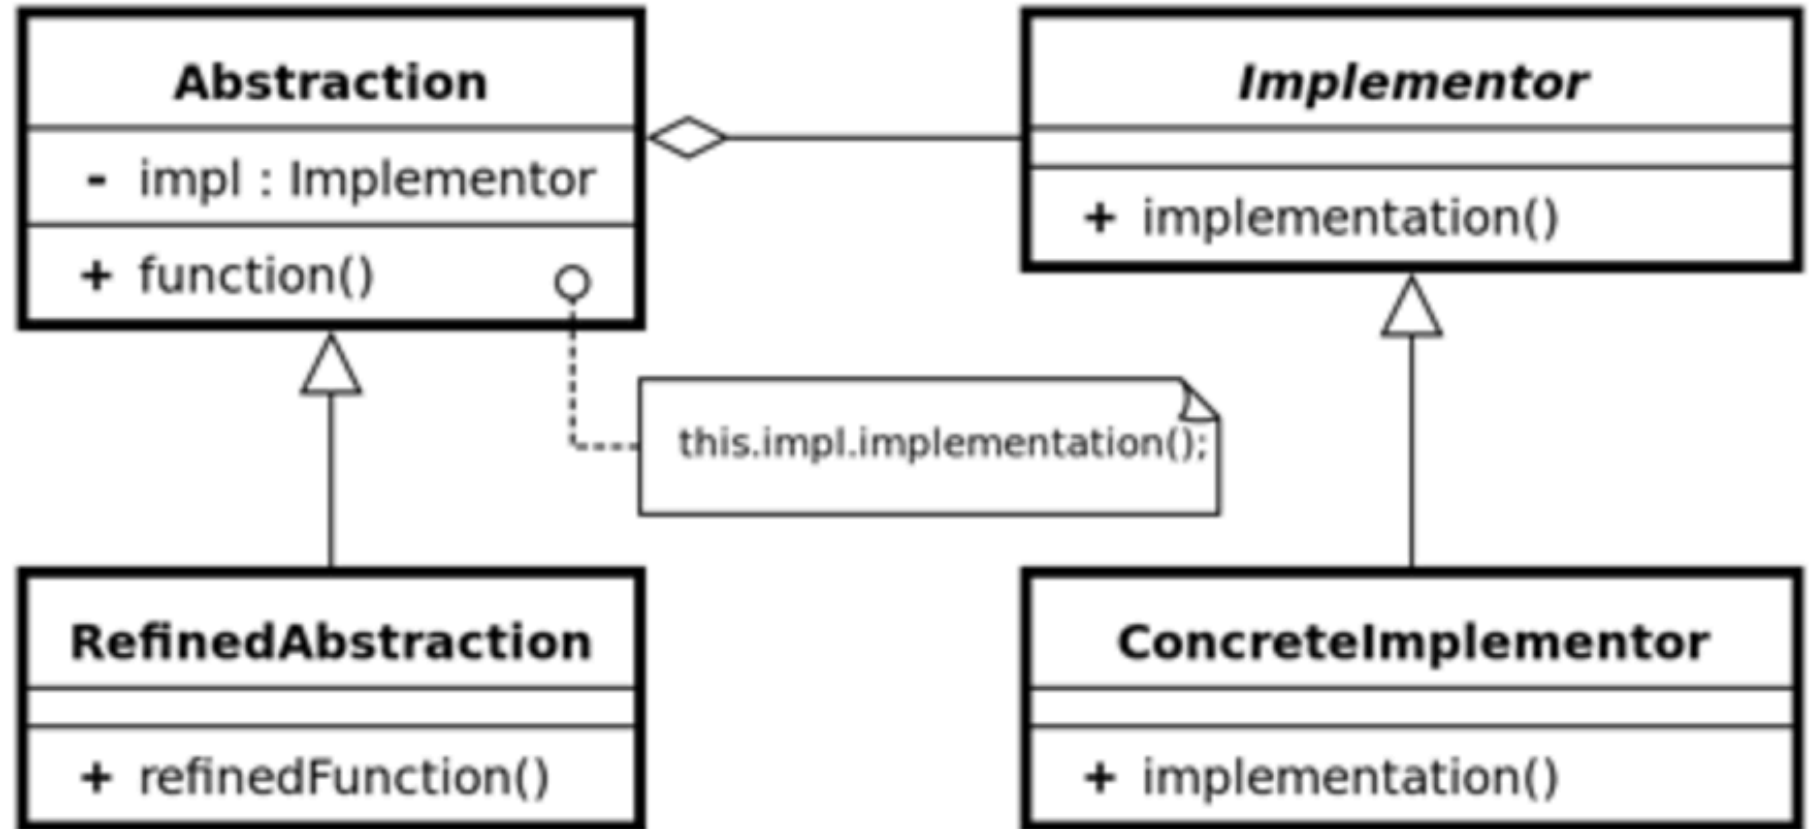 Abstraction
- impl : Implementor
+ function()
Implementor
+ implementation()
this.impl.implementation();
RefinedAbstraction
+ refinedFunction()
ConcreteImplementor
+ implementation()